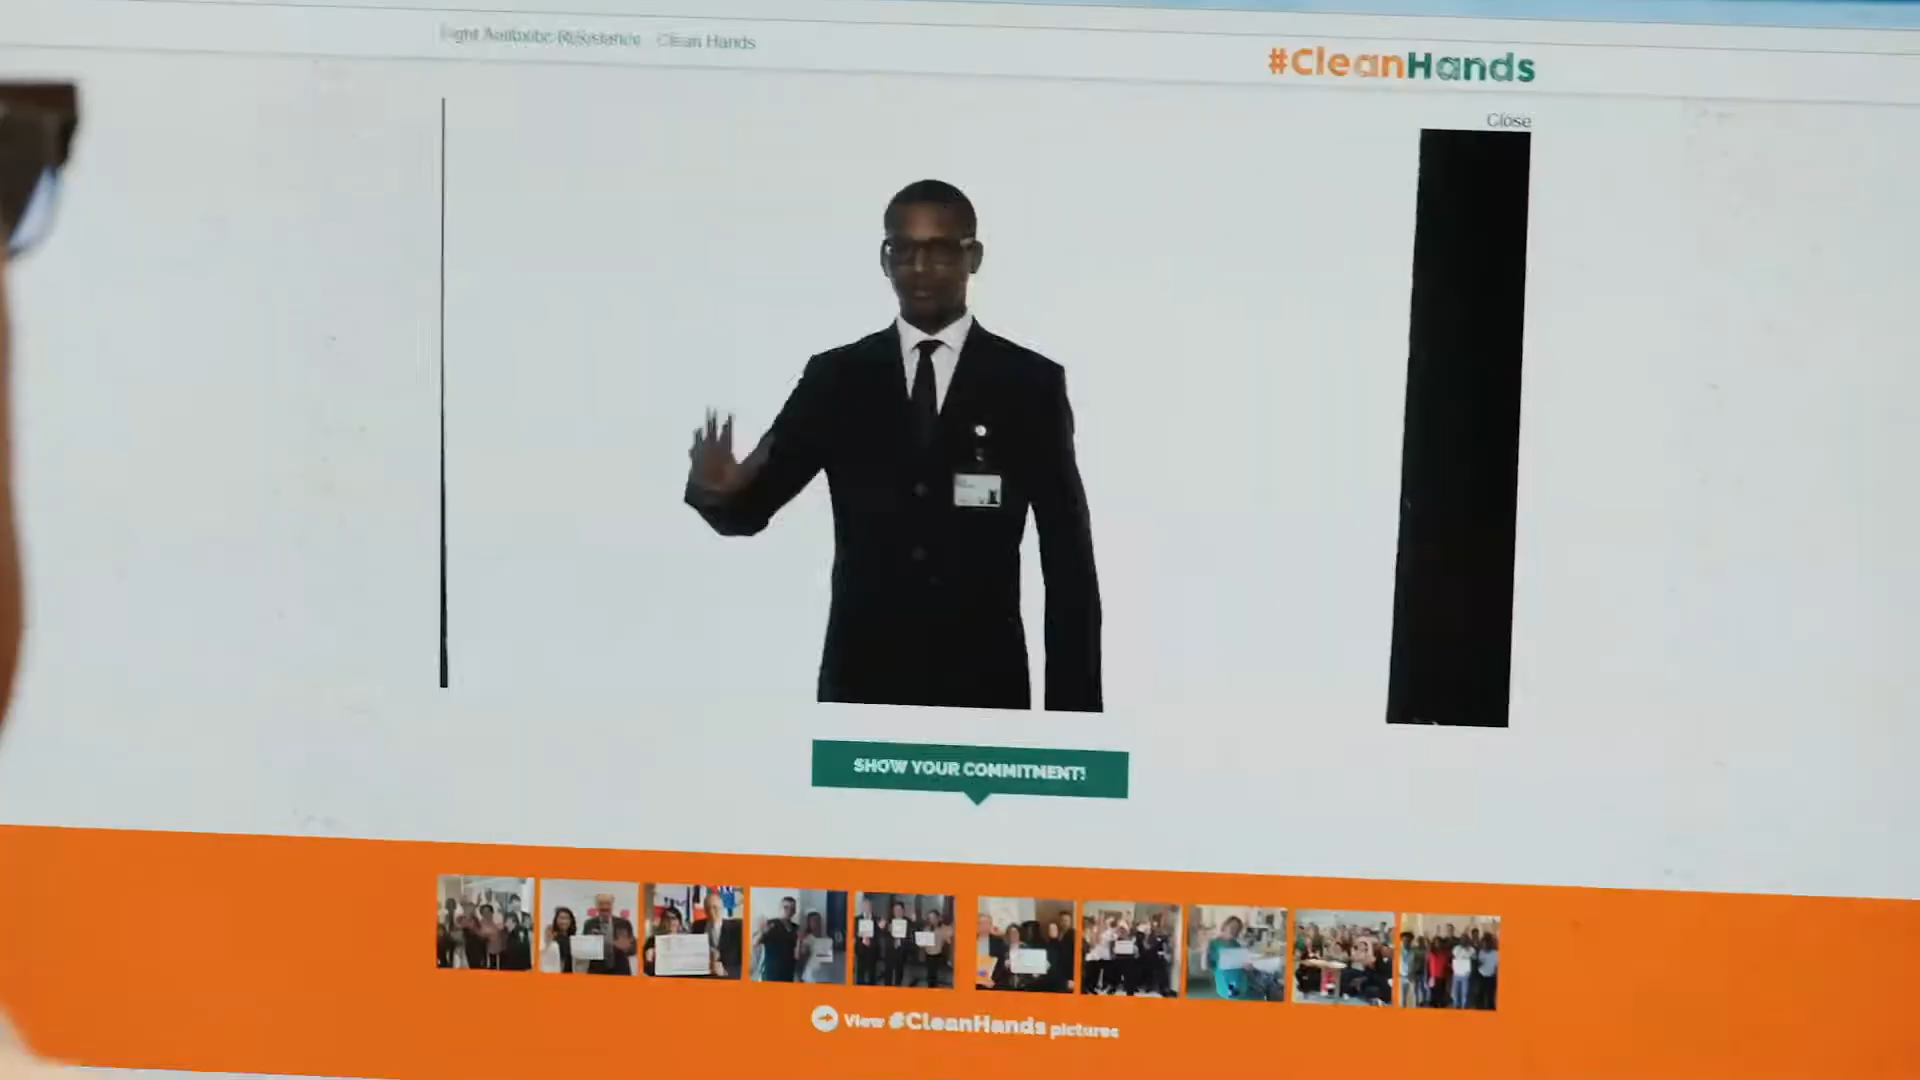 Fight Antibiotic Resistance - Clean Hands
#CleanHands
Close
SHOW YOUR COMMITMENT!
View #CleanHands pictures